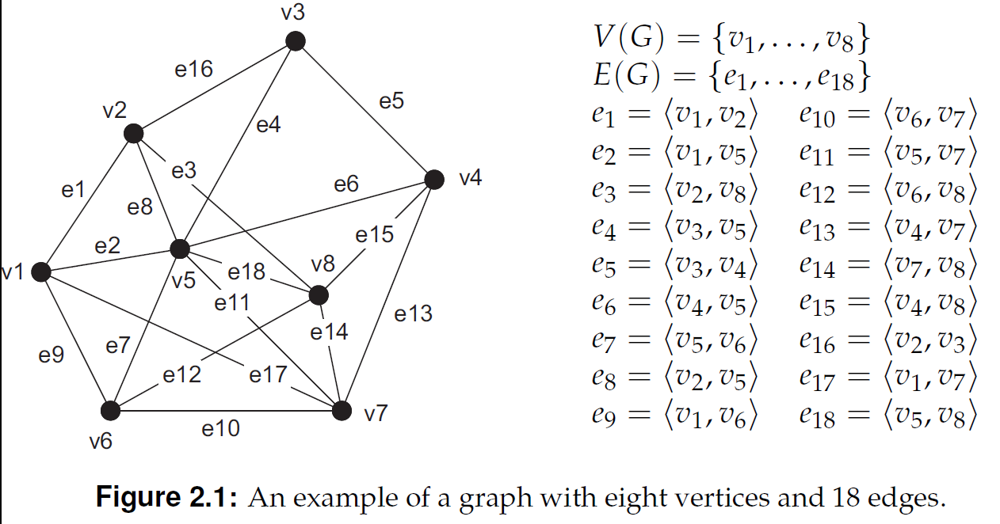 v3
e16
e5
v2
e4
e3
e6
v4
e1
e8
e15
e2
v8
v1
v5
e18
e11
e13
e14
e7
e9
e12
e17
v7
e10
v6
V(G) = {v₁, . . . , v₈}
E(G) = {e₁, . . . , e₁₈}
e₁ = ⟨v₁, v₂⟩ e₁₀ = ⟨v₆, v₇⟩
e₂ = ⟨v₁, v₅⟩ e₁₁ = ⟨v₅, v₇⟩
e₃ = ⟨v₂, v₈⟩ e₁₂ = ⟨v₆, v₈⟩
e₄ = ⟨v₃, v₅⟩ e₁₃ = ⟨v₄, v₇⟩
e₅ = ⟨v₃, v₄⟩ e₁₄ = ⟨v₇, v₈⟩
e₆ = ⟨v₄, v₅⟩ e₁₅ = ⟨v₄, v₈⟩
e₇ = ⟨v₅, v₆⟩ e₁₆ = ⟨v₂, v₃⟩
e₈ = ⟨v₂, v₅⟩ e₁₇ = ⟨v₁, v₇⟩
e₉ = ⟨v₁, v₆⟩ e₁₈ = ⟨v₅, v₈⟩
Figure 2.1: An example of a graph with eight vertices and 18 edges.